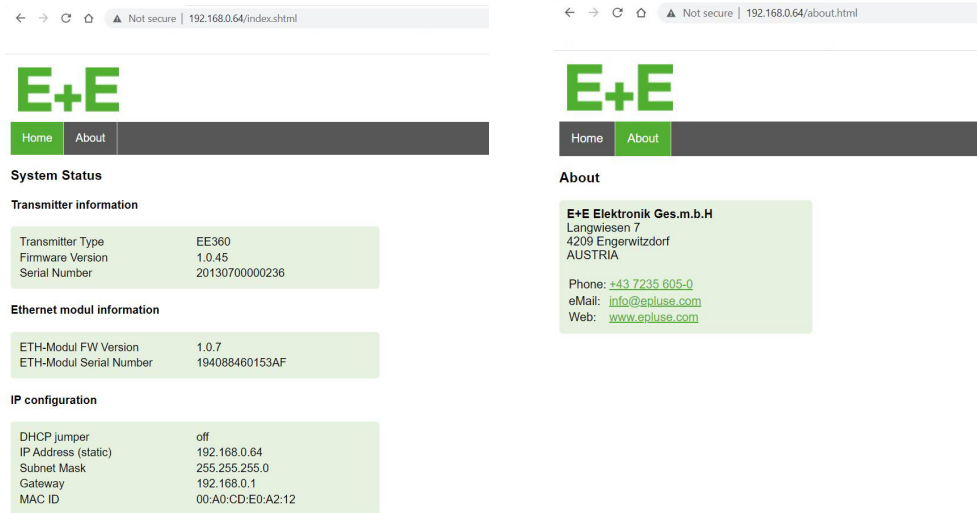 Not secure | 192.168.0.64/index.shtml
E+E
Home About
System Status
Transmitter information
Transmitter Type EE360
Firmware Version 1.0.45
Serial Number 20130700000236
Ethernet modul information
ETH-Modul FW Version 1.0.7
ETH-Modul Serial Number 194088460153AF
IP configuration
DHCP jumper off
IP Address (static) 192.168.0.64
Subnet Mask 255.255.255.0
Gateway 192.168.0.1
MAC ID 00:A0:CD:E0:A2:12
Not secure | 192.168.0.64/about.html
E+E
Home About
About
E+E Elektronik Ges.m.b.H
Langwiesen 7
4209 Engerwitzdorf
AUSTRIA
Phone: +43 7235 605-0
eMail: info@epluse.com
Web: www.epluse.com